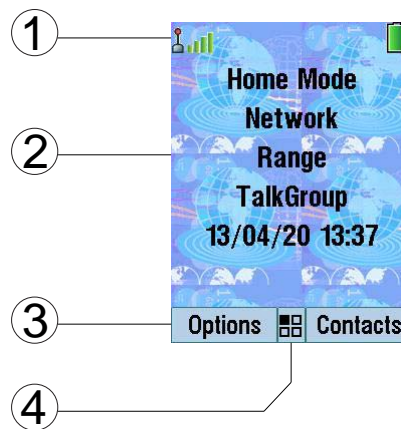 1
Home Mode
Network
2
Range
TalkGroup
13/04/20 13:37
3
Options Contacts
4